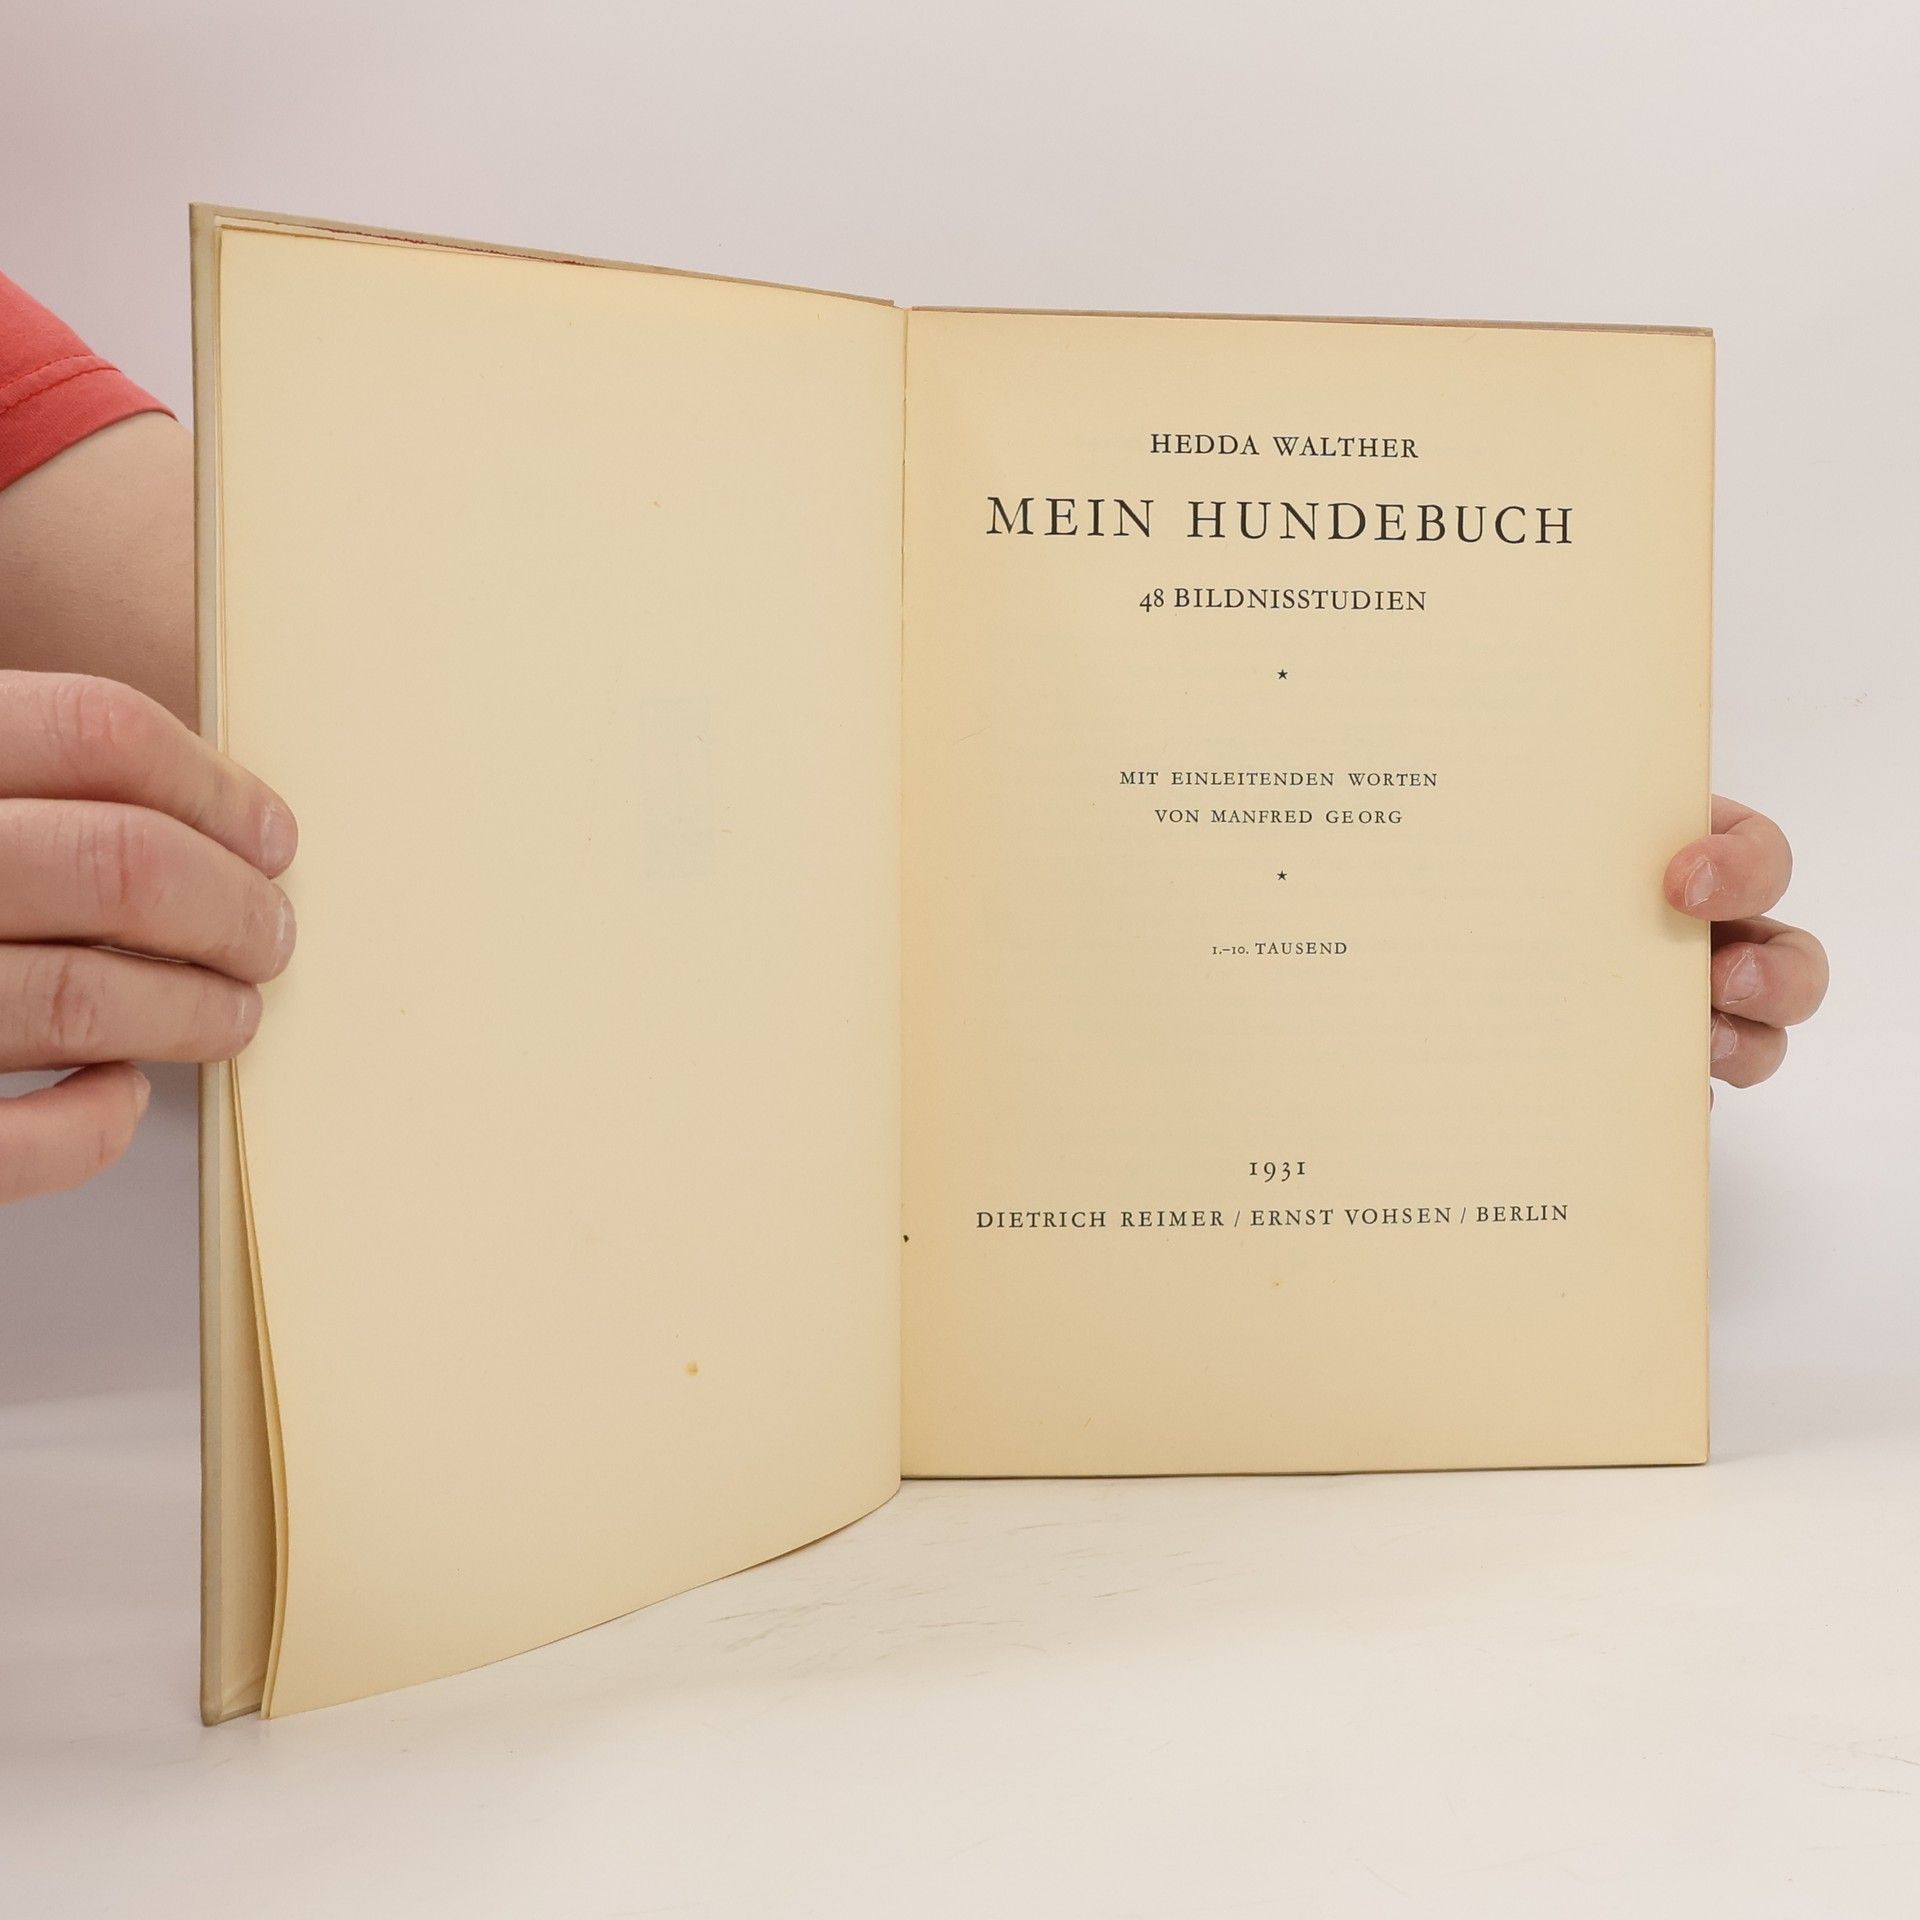 HEDDA WALTHER
MEIN HUNDEBUCH
48 BILDNISSTUDIEN
★
MIT EINLEITENDEN WORTEN
VON MANFRED GEORG
★
1.–10. TAUSEND
1931
DIETRICH REIMER / ERNST VOHSEN / BERLIN